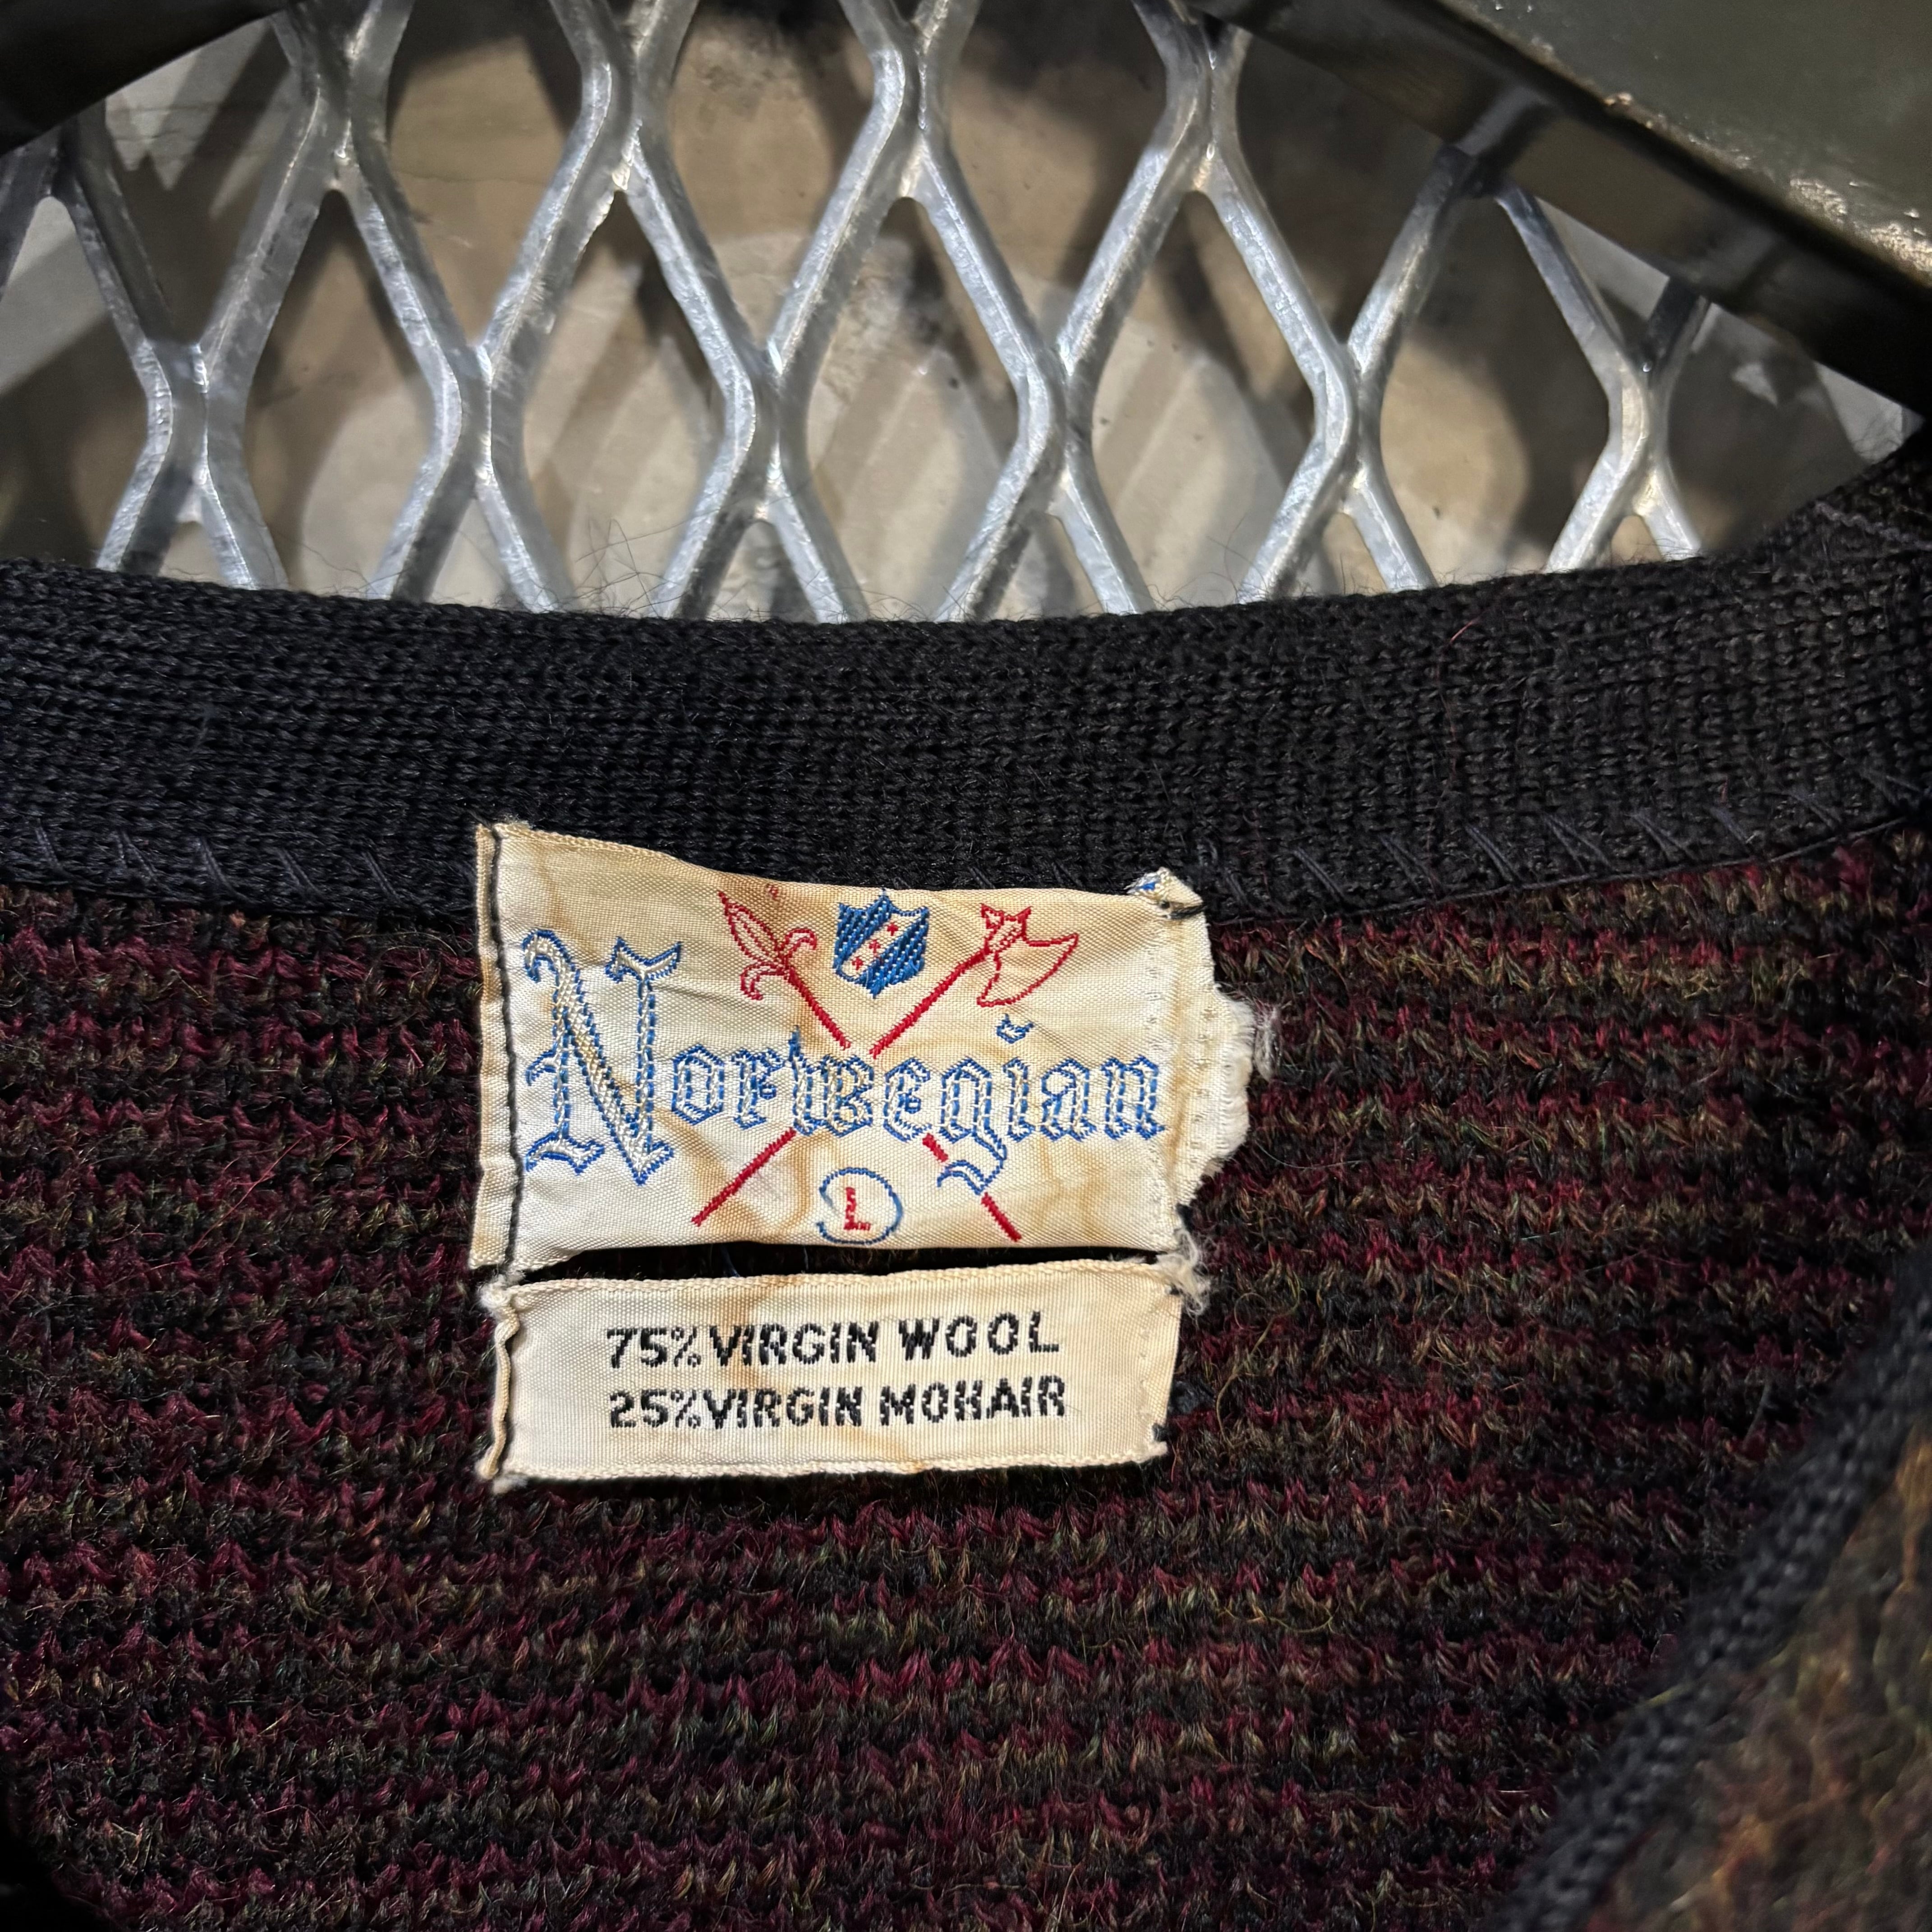 Norwegian
L
75% VIRGIN WOOL
25% VIRGIN MOHAIR